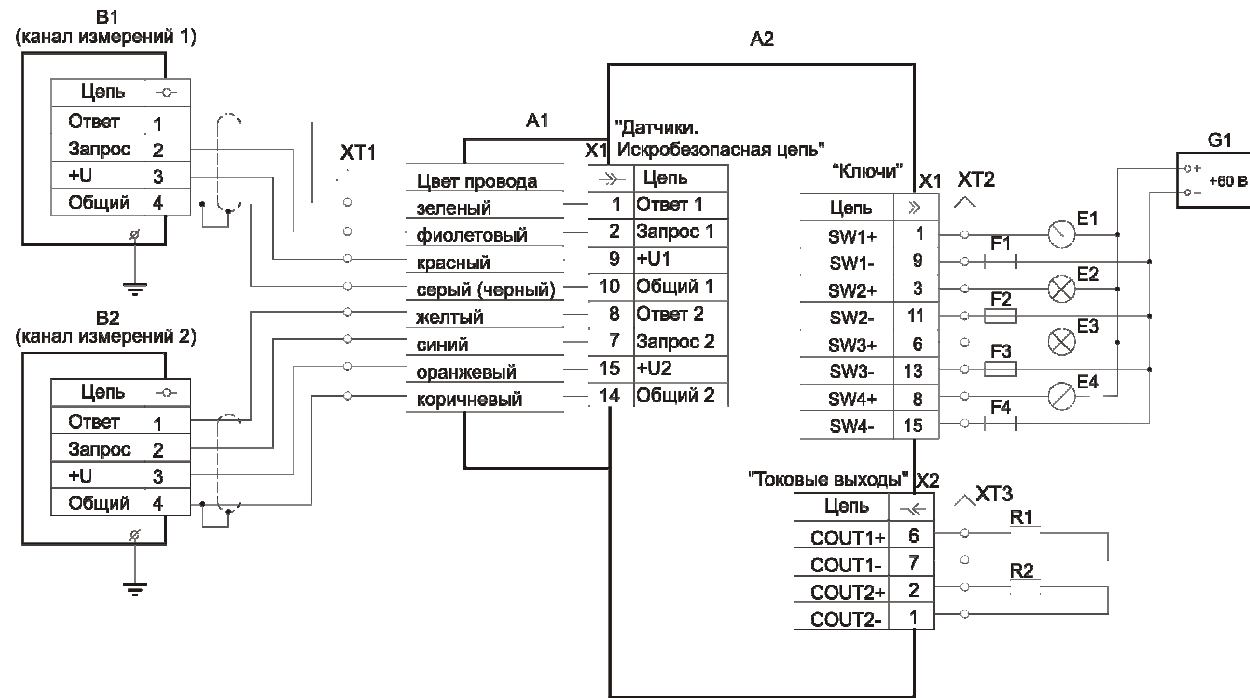 B1
(канал измерений 1)
Цепь
Ответ 1
Запрос 2
+U 3
Общий 4
B2
(канал измерений 2)
Цепь
Ответ 1
Запрос 2
+U 3
Общий 4
XT1
A1
Цвет провода
зеленый
фиолетовый
красный
серый (черный)
желтый
синий
оранжевый
коричневый
A2
"Датчики.
X1 Искробезопасная цепь"
Цепь
1 Ответ 1
2 Запрос 1
9 +U1
10 Общий 1
8 Ответ 2
7 Запрос 2
15 +U2
14 Общий 2
"Ключи" X1 XT2
Цепь
SW1+ 1
SW1- 9
SW2+ 3
SW2- 11
SW3+ 6
SW3- 13
SW4+ 8
SW4- 15
E1
F1
E2
F2
E3
F3
E4
F4
G1
+60 В
"Токовые выходы" X2 XT3
Цепь
COUT1+ 6
COUT1- 7
COUT2+ 2
COUT2- 1
R1
R2